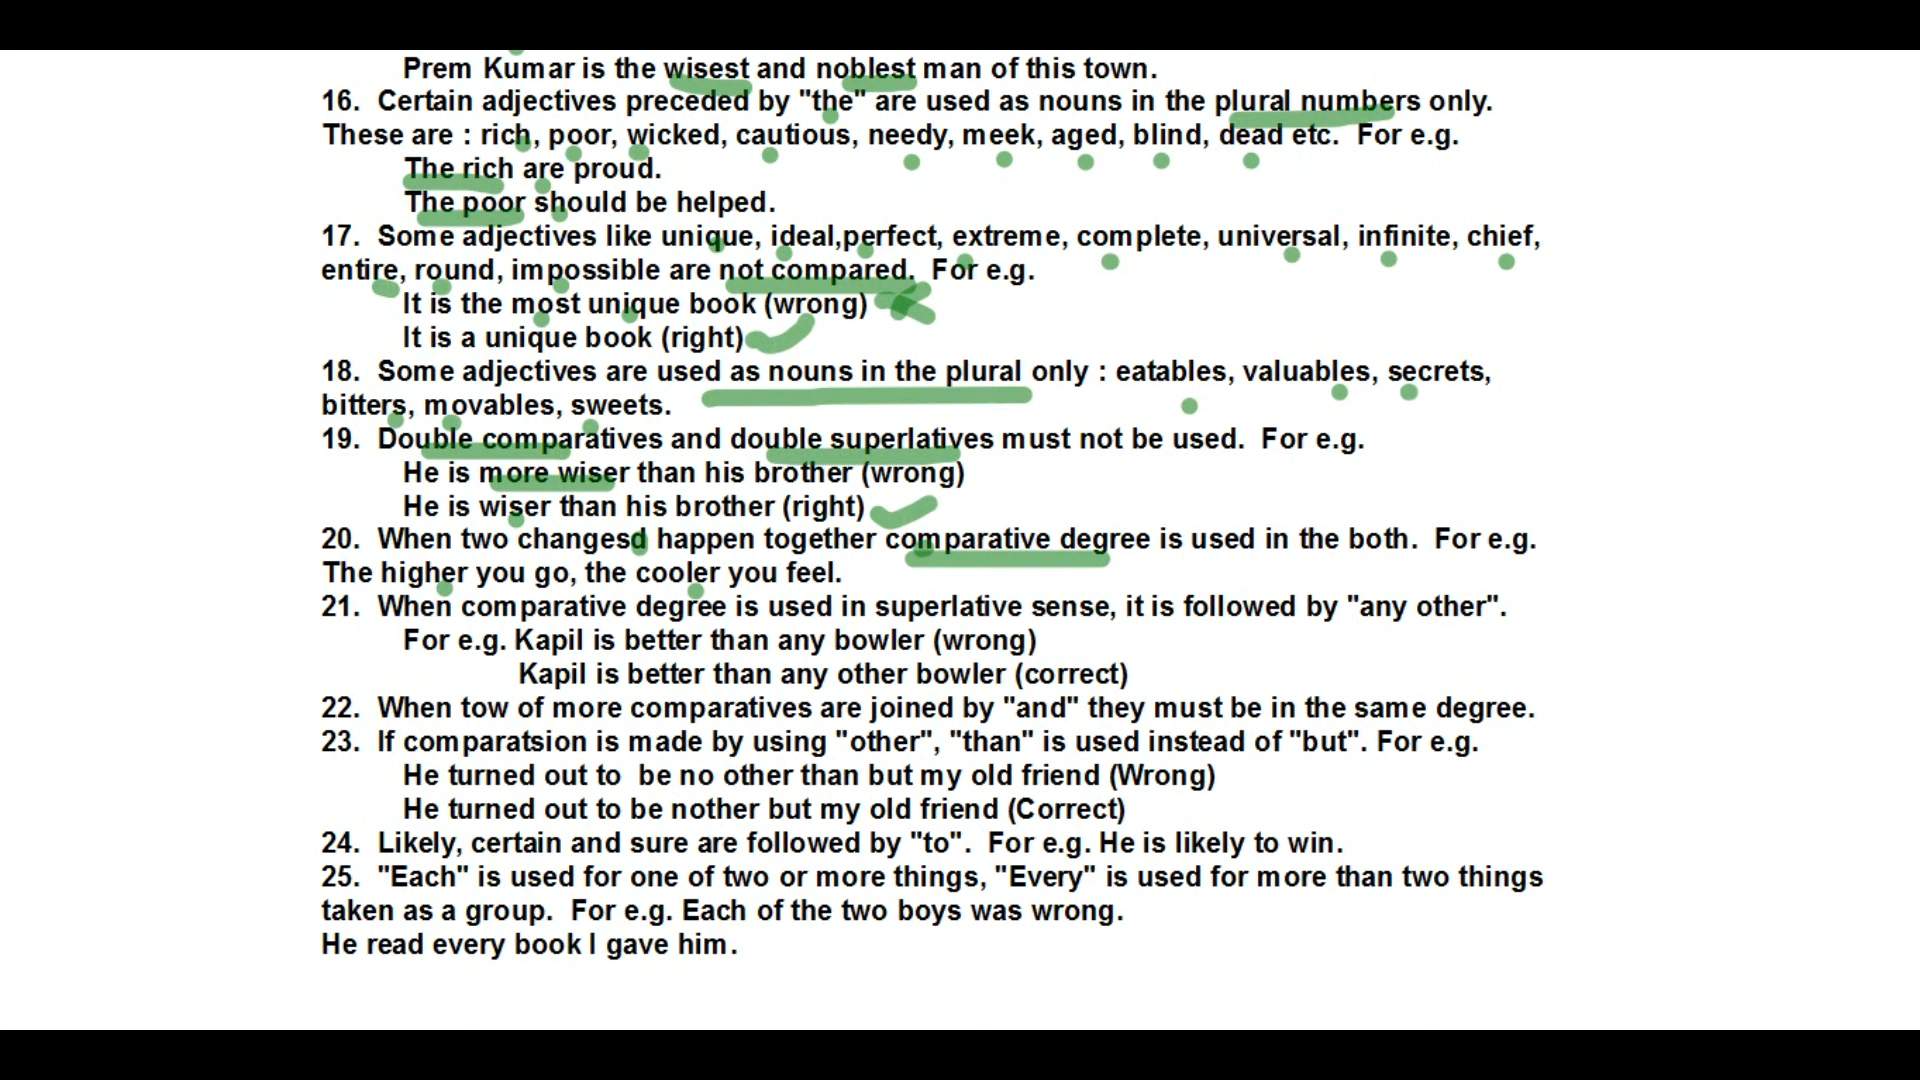 Prem Kumar is the wisest and noblest man of this town.
16. Certain adjectives preceded by "the" are used as nouns in the plural numbers only.
These are : rich, poor, wicked, cautious, needy, meek, aged, blind, dead etc. For e.g.
The rich are proud.
The poor should be helped.
17. Some adjectives like unique, ideal,perfect, extreme, complete, universal, infinite, chief,
entire, round, impossible are not compared. For e.g.
It is the most unique book (wrong)
It is a unique book (right)
18. Some adjectives are used as nouns in the plural only : eatables, valuables, secrets,
bitters, movables, sweets.
19. Double comparatives and double superlatives must not be used. For e.g.
He is more wiser than his brother (wrong)
He is wiser than his brother (right)
20. When two changesd happen together comparative degree is used in the both. For e.g.
The higher you go, the cooler you feel.
21. When comparative degree is used in superlative sense, it is followed by "any other".
For e.g. Kapil is better than any bowler (wrong)
Kapil is better than any other bowler (correct)
22. When tow of more comparatives are joined by "and" they must be in the same degree.
23. If comparatsion is made by using "other", "than" is used instead of "but". For e.g.
He turned out to be no other than but my old friend (Wrong)
He turned out to be nother but my old friend (Correct)
24. Likely, certain and sure are followed by "to". For e.g. He is likely to win.
25. "Each" is used for one of two or more things, "Every" is used for more than two things
taken as a group. For e.g. Each of the two boys was wrong.
He read every book I gave him.